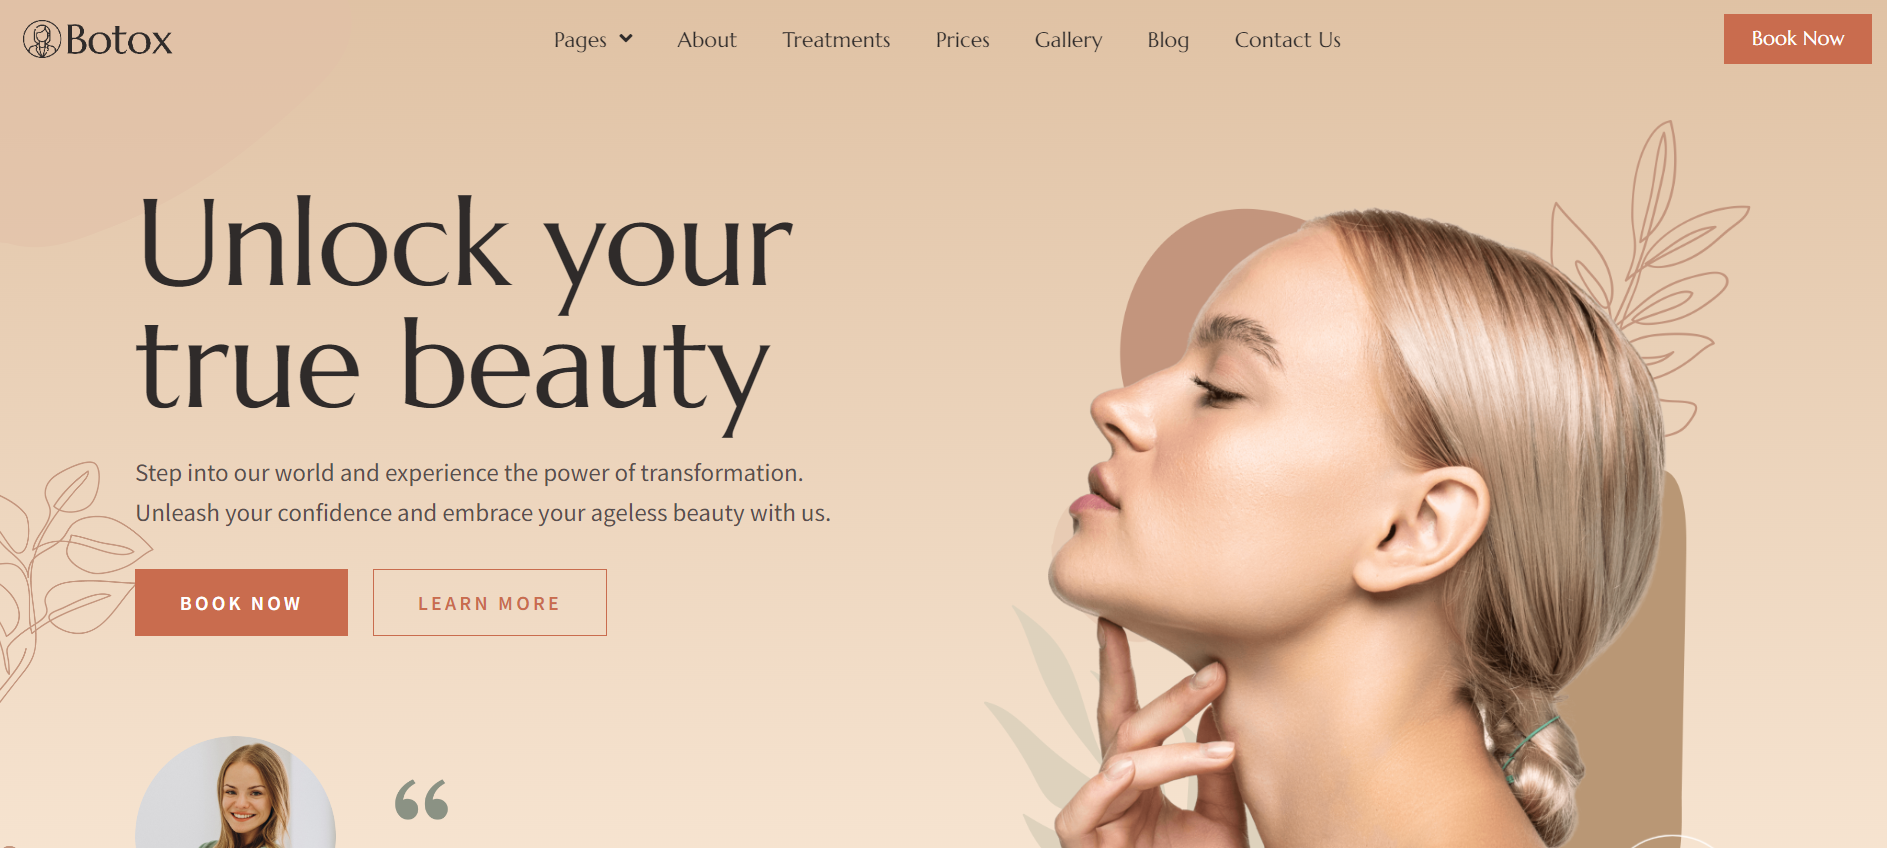 Botox
Pages
About
Treatments
Prices
Gallery
Blog
Contact Us
Book Now
Unlock your
true beauty
Step into our world and experience the power of transformation.
Unleash your confidence and embrace your ageless beauty with us.
BOOK NOW
LEARN MORE
“